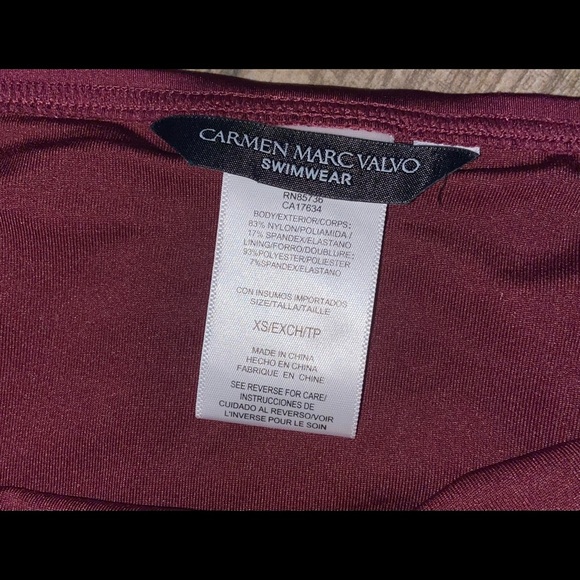 CARMEN MARC VALVO
SWIMWEAR
RN85736
CA17634
BODY/EXTERIOR/CORPS;
83% NYLON/POLIAMIDA /
17% SPANDEX/ELASTANO
LINING/FORRO/DOUBLURE;
93%POLYESTER/POLIESTER
7%SPANDEX/ELASTANO
CON INSUMOS IMPORTADOS
SIZE/TALLA/TAILLE
XS/EXCH/TP
MADE IN CHINA
HECHO EN CHINA
FABRIQUE EN CHINE
SEE REVERSE FOR CARE/
INSTRUCCIONES DE
CUIDADO AL REVERSO/VOIR
L'INVERSE POUR LE SOIN